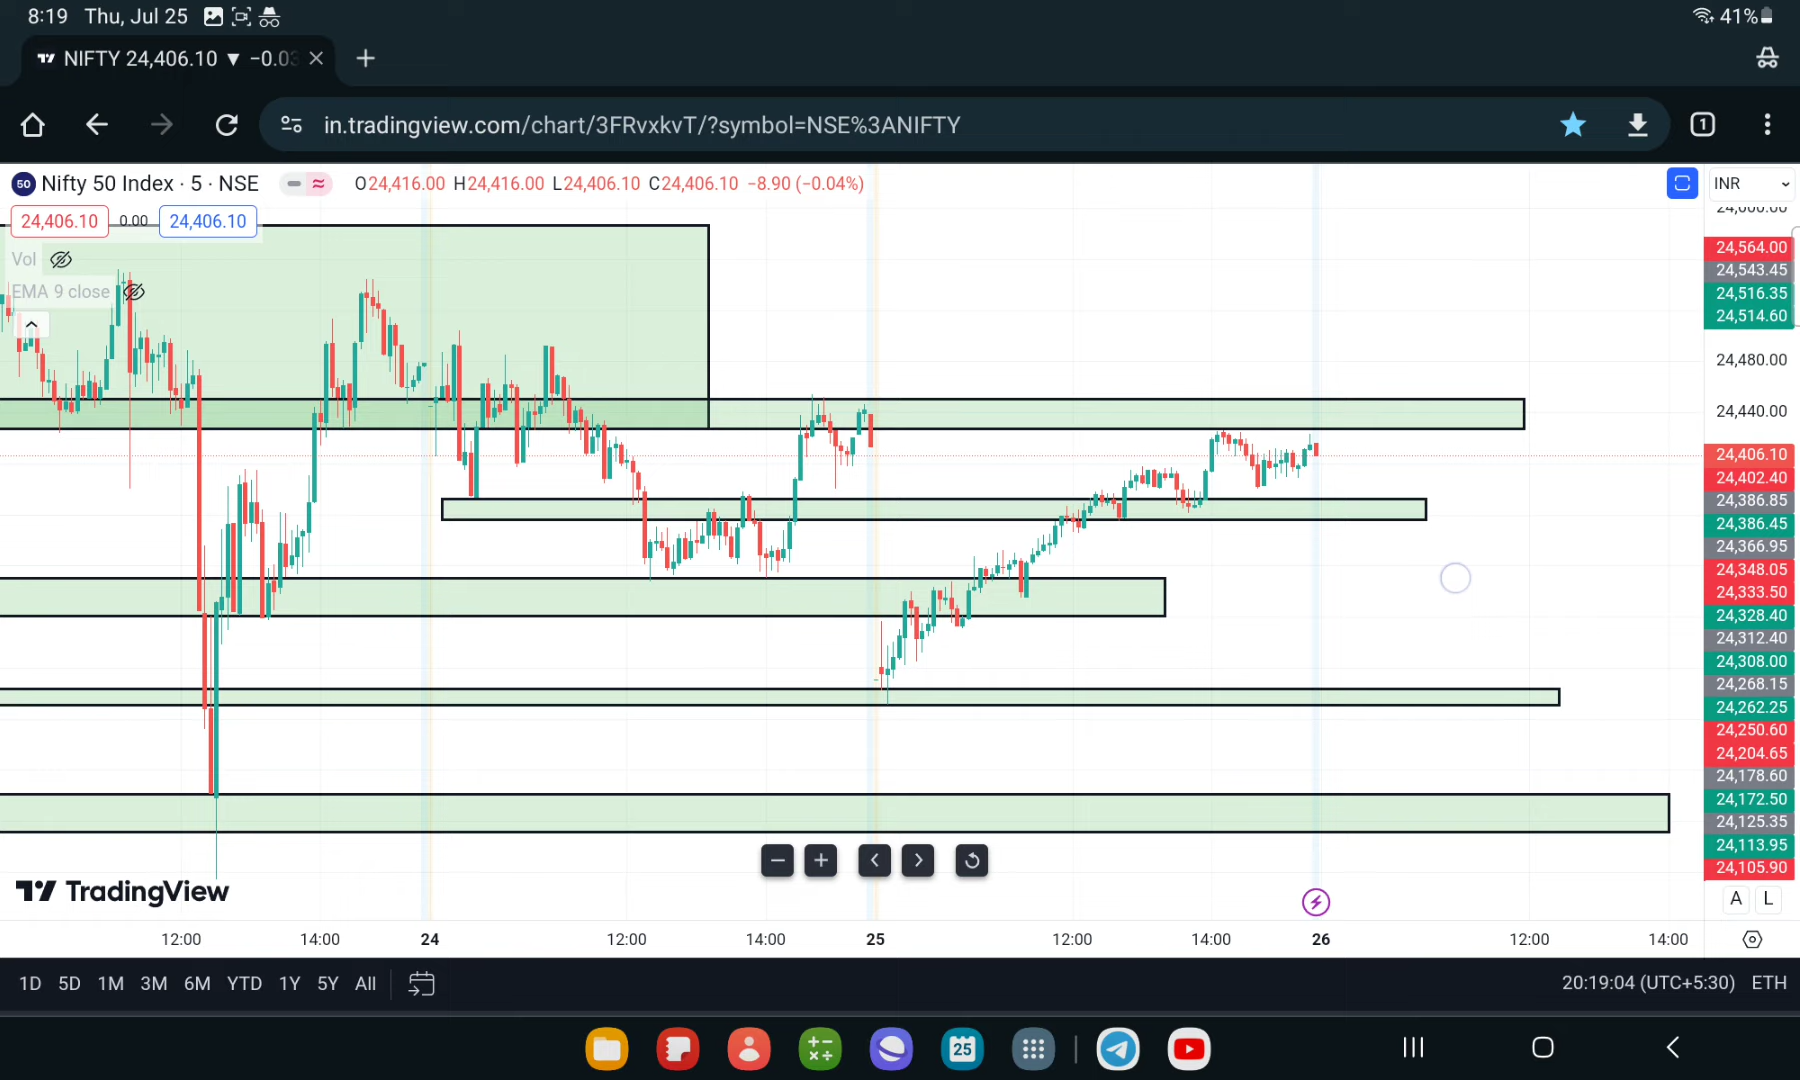 8:19 Thu, Jul 25
41%
NIFTY 24,406.10 ▼ −0.03
in.tradingview.com/chart/3FRvxkvT/?symbol=NSE%3ANIFTY
1
50 Nifty 50 Index · 5 · NSE O24,416.00 H24,416.00 L24,406.10 C24,406.10 −8.90 (−0.04%)
INR
24,406.10 0.00 24,406.10
Vol
EMA 9 close
24,600.00
24,564.00
24,543.45
24,516.35
24,514.60
24,480.00
24,440.00
24,406.10
24,402.40
24,386.85
24,386.45
24,366.95
24,348.05
24,333.50
24,328.40
24,312.40
24,308.00
24,268.15
24,262.25
24,250.60
24,204.65
24,178.60
24,172.50
24,125.35
24,113.95
24,105.90
TradingView
A L
12:00 14:00 24 12:00 14:00 25 12:00 14:00 26 12:00 14:00
1D 5D 1M 3M 6M YTD 1Y 5Y All
20:19:04 (UTC+5:30) ETH
25